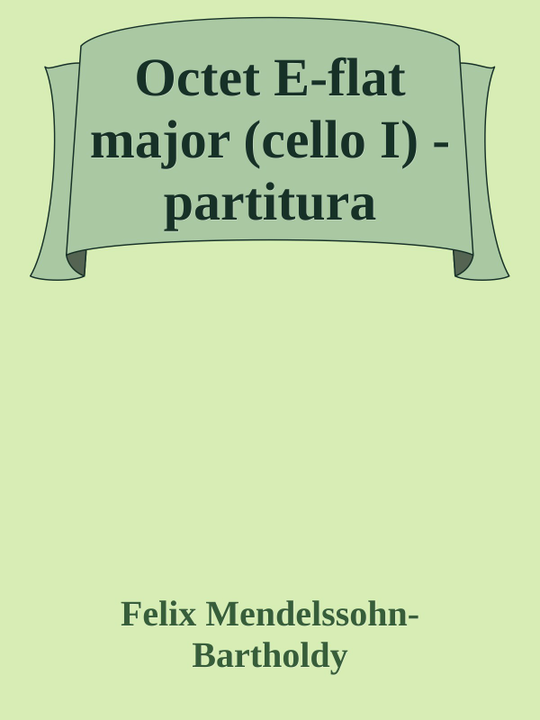 Octet E-flat
major (cello I) -
partitura
Felix Mendelssohn-
Bartholdy